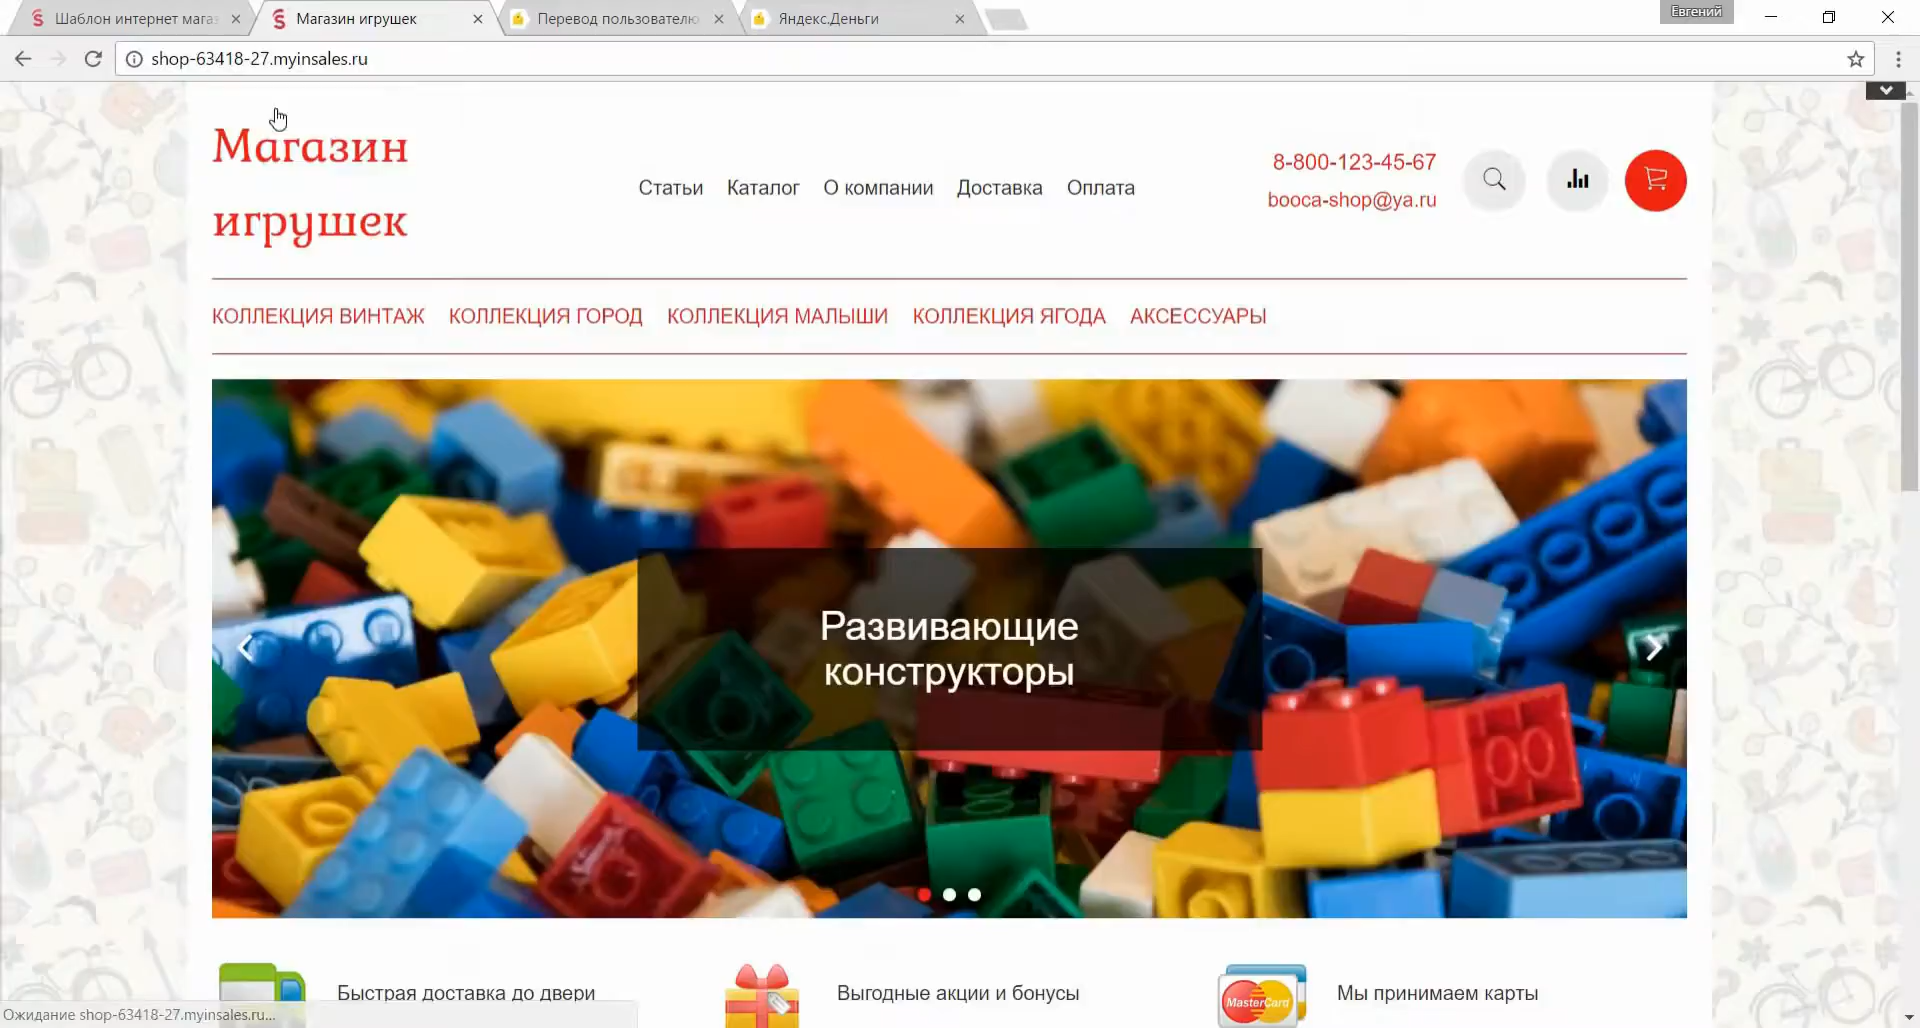 Шаблон интернет мага
Магазин игрушек
Перевод пользователю
Яндекс.Деньги
Евгений
shop-63418-27.myinsales.ru
Магазин
игрушек
Статьи
Каталог
О компании
Доставка
Оплата
8-800-123-45-67
booca-shop@ya.ru
КОЛЛЕКЦИЯ ВИНТАЖ
КОЛЛЕКЦИЯ ГОРОД
КОЛЛЕКЦИЯ МАЛЫШИ
КОЛЛЕКЦИЯ ЯГОДА
АКСЕССУАРЫ
Развивающие
конструкторы
Быстрая доставка до двери
Выгодные акции и бонусы
MasterCard
Мы принимаем карты
Ожидание shop-63418-27.myinsales.ru...